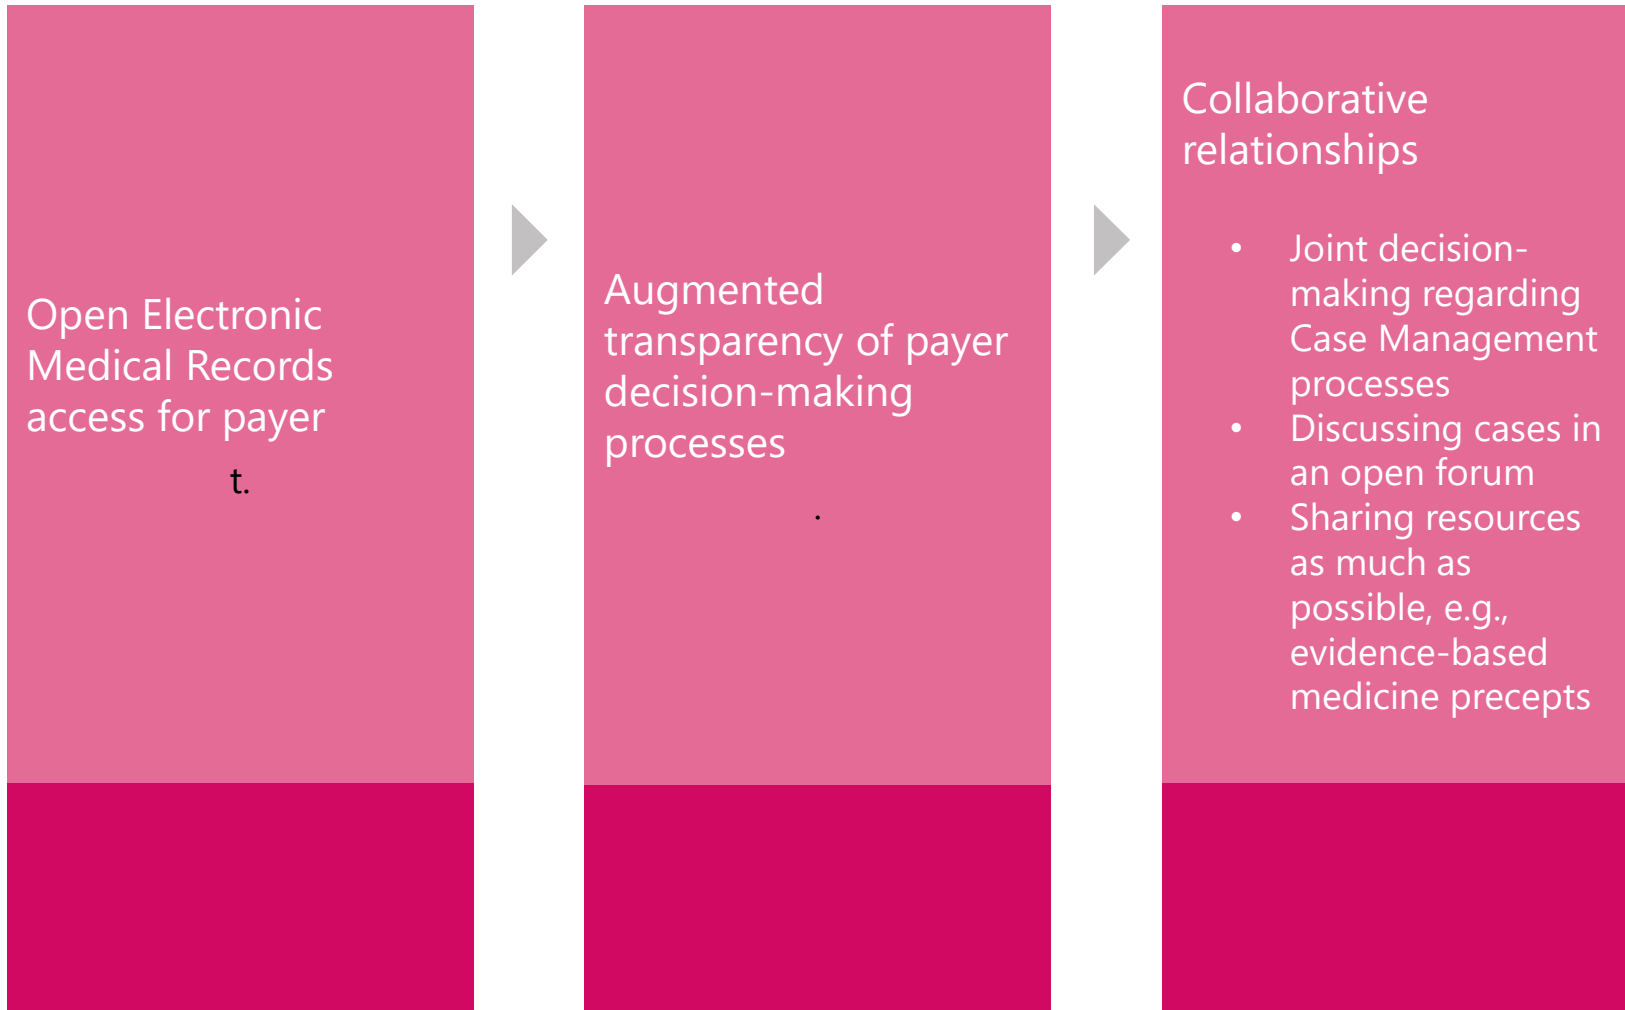 Open Electronic
Medical Records
access for payer
t.
Augmented
transparency of payer
decision-making
processes
.
Collaborative
relationships
• Joint decision-
making regarding
Case Management
processes
• Discussing cases in
an open forum
• Sharing resources
as much as
possible, e.g.,
evidence-based
medicine precepts